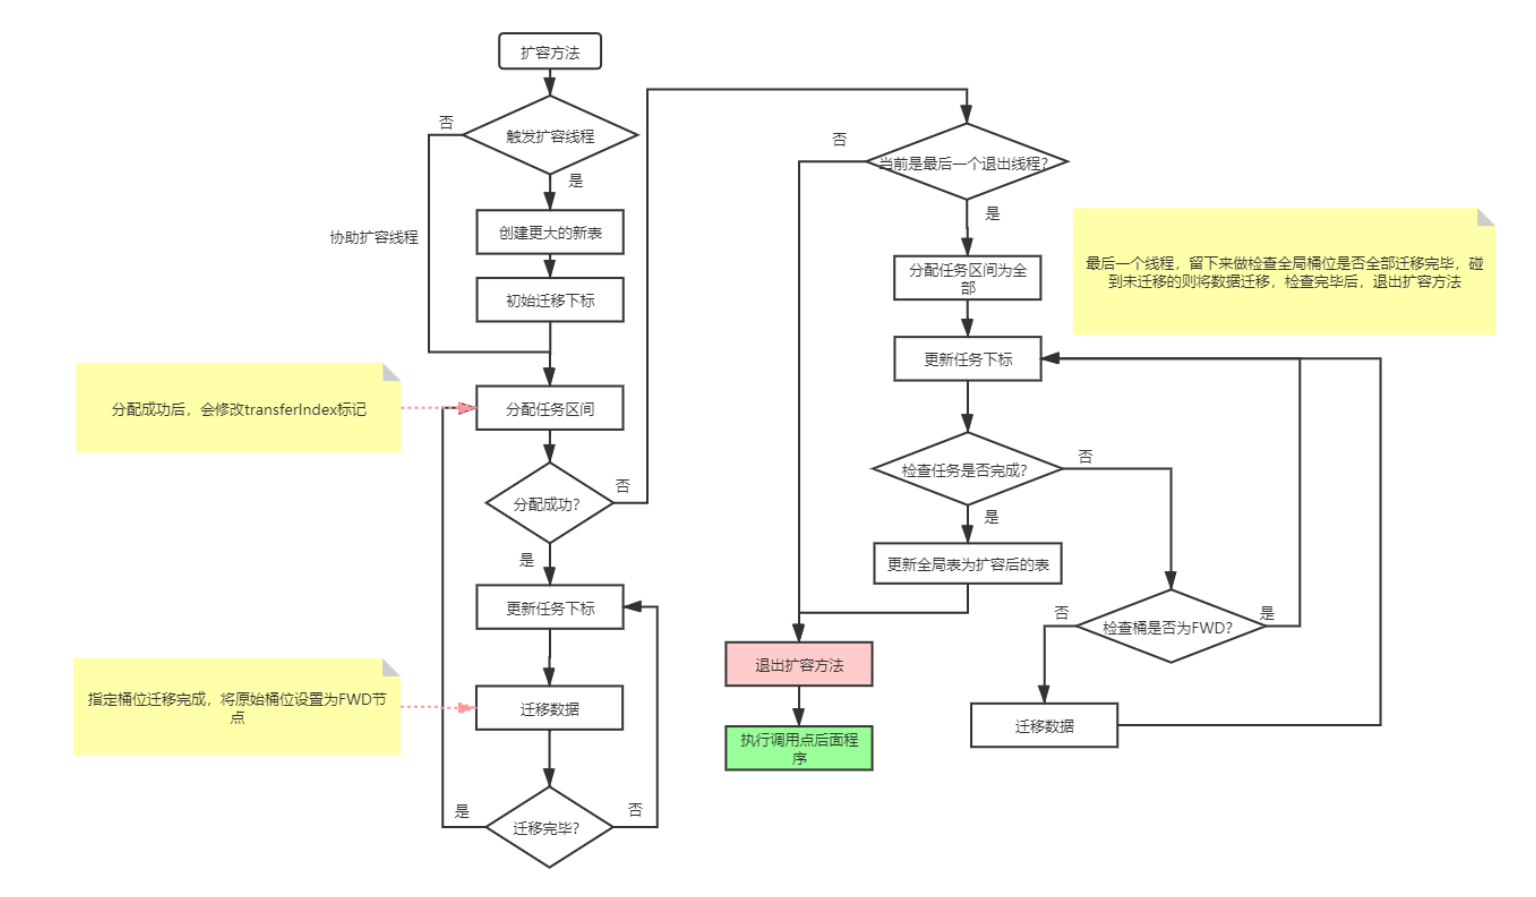 扩容方法
否
触发扩容线程
是
协助扩容线程
创建更大的新表
初始迁移下标
分配成功后，会修改transferIndex标记
分配任务区间
分配成功?
否
是
更新任务下标
指定桶位迁移完成，将原始桶位设置为FWD节
点
迁移数据
是
迁移完毕?
否
否
当前是最后一个退出线程?
是
分配任务区间为全
部
最后一个线程，留下来做检查全局桶位是否全部迁移完毕，碰
到未迁移的则将数据迁移，检查完毕后，退出扩容方法
更新任务下标
检查任务是否完成?
否
是
更新全局表为扩容后的表
否
检查桶是否为FWD?
是
迁移数据
退出扩容方法
执行调用点后面程
序